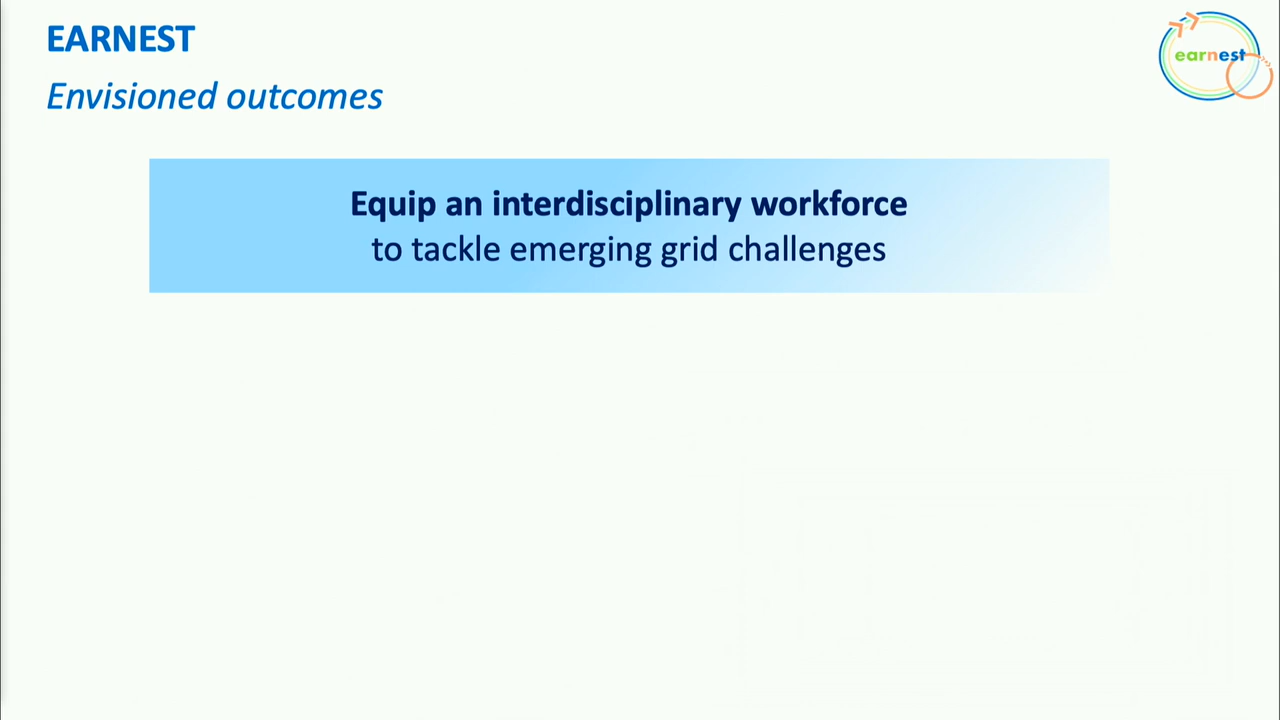 EARNEST
earnest
Envisioned outcomes
Equip an interdisciplinary workforce
to tackle emerging grid challenges